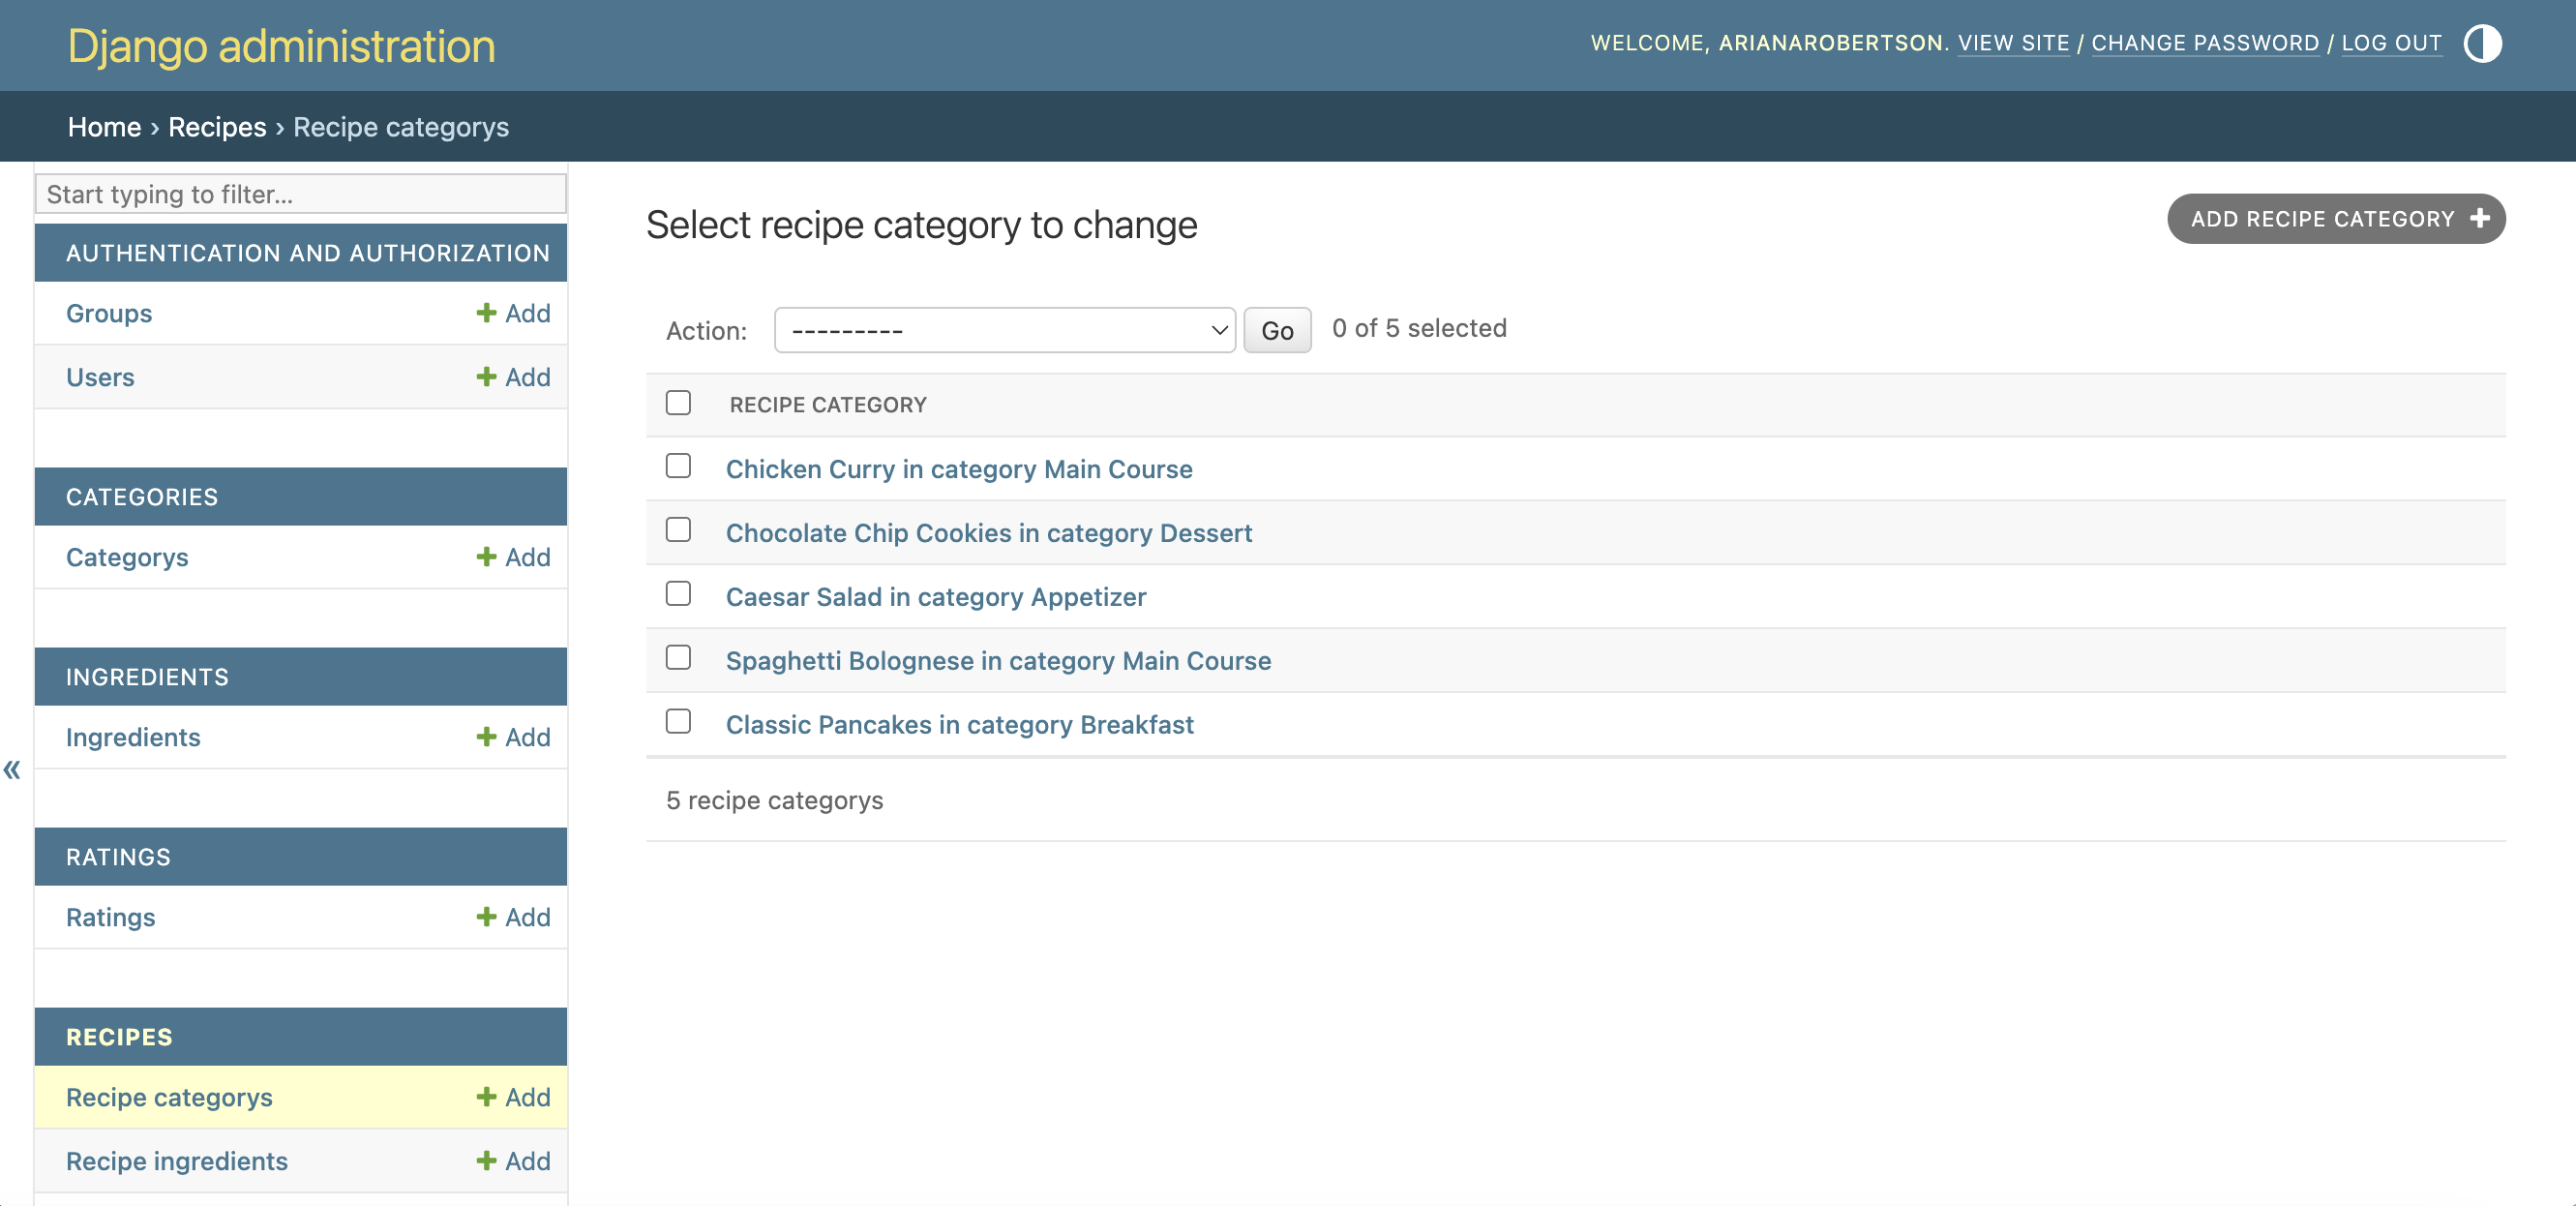 Django administration
WELCOME, ARIANAROBERTSON. VIEW SITE / CHANGE PASSWORD / LOG OUT
Home › Recipes › Recipe categorys
Start typing to filter...
AUTHENTICATION AND AUTHORIZATION
Groups + Add
Users + Add
CATEGORIES
Categorys + Add
INGREDIENTS
Ingredients + Add
RATINGS
Ratings + Add
RECIPES
Recipe categorys + Add
Recipe ingredients + Add
«
Select recipe category to change
ADD RECIPE CATEGORY +
Action: --------- Go 0 of 5 selected
RECIPE CATEGORY
Chicken Curry in category Main Course
Chocolate Chip Cookies in category Dessert
Caesar Salad in category Appetizer
Spaghetti Bolognese in category Main Course
Classic Pancakes in category Breakfast
5 recipe categorys